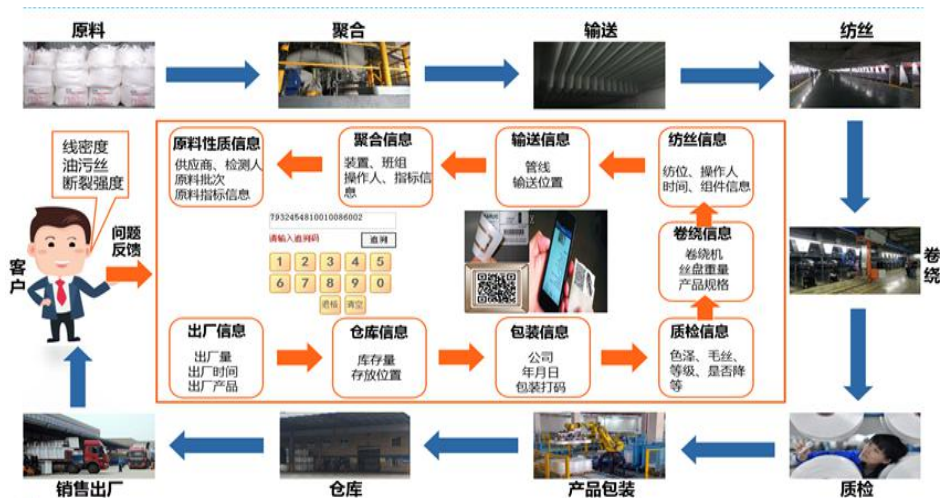 原料
聚合
输送
纺丝
线密度
油污丝
断裂强度
原料性质信息
供应商、检测人
原料批次
原料指标信息
聚合信息
装置、班组
操作人、指标信
息
输送信息
管线
输送位置
纺丝信息
纺位、操作人
时间、组件信息
客户
问题
反馈
7932454810010086002
请输入追溯码
追溯
1 2 3 4 5
6 7 8 9 0
退格 清空
卷绕信息
卷绕机
丝盘重量
产品规格
卷绕
出厂信息
出厂量
出厂时间
出厂产品
仓库信息
库存量
存放位置
包装信息
公司
年月日
包装打码
质检信息
色泽、毛丝、
等级、是否降
等
销售出厂
仓库
产品包装
质检